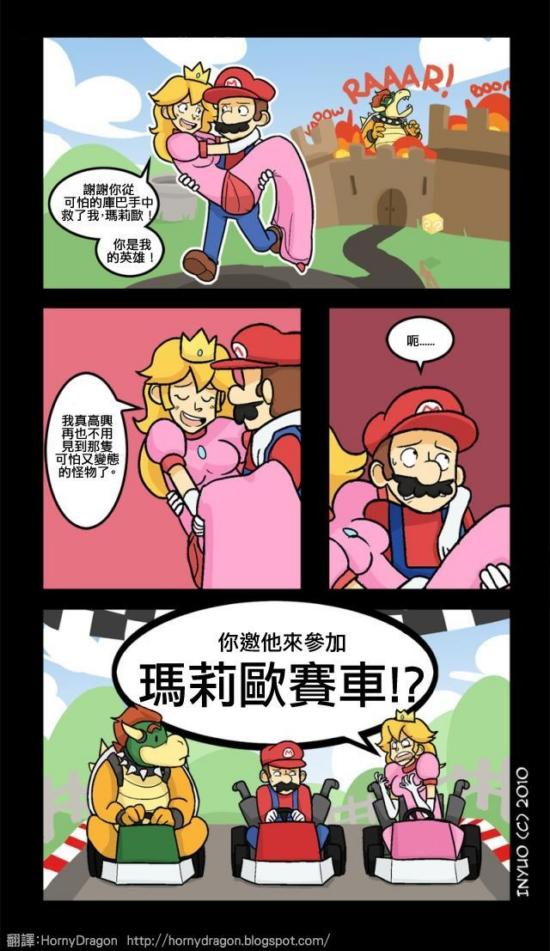 RAAAR!
KAPOW
BOOM
謝謝你從
可怕的庫巴手中
救了我,瑪莉歐!
你是我
的英雄!
我真高興
再也不用
見到那隻
可怕又變態
的怪物了。
呃......
你邀他來參加
瑪莉歐賽車!?
INYUO (C) 2010
翻譯:HornyDragon http://hornydragon.blogspot.com/